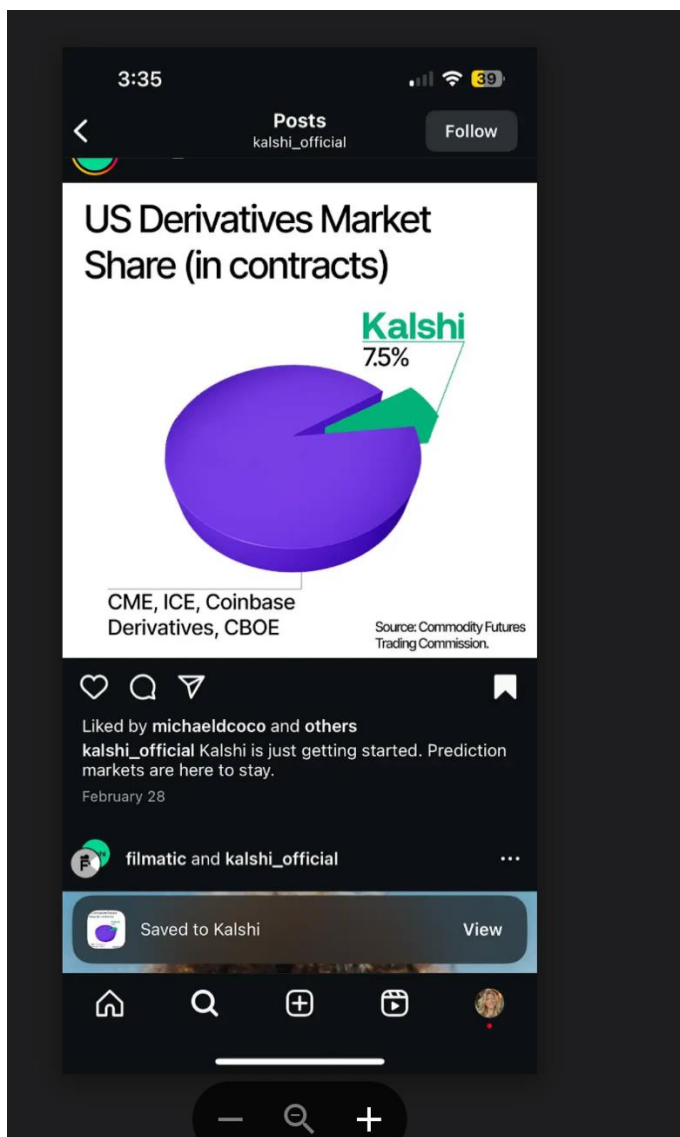 3:35
39
Posts
kalshi_official
Follow
US Derivatives Market
Share (in contracts)
Kalshi
7.5%
CME, ICE, Coinbase
Derivatives, CBOE
Source: Commodity Futures
Trading Commission.
Liked by michaeldcoco and others
kalshi_official Kalshi is just getting started. Prediction
markets are here to stay.
February 28
filmatic and kalshi_official
Saved to Kalshi
View